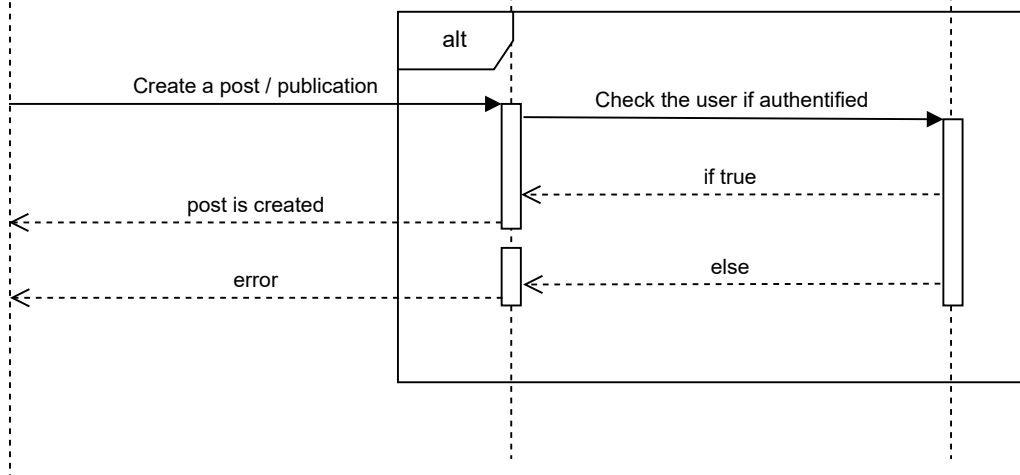 alt
Create a post / publication
Check the user if authentified
if true
post is created
else
error